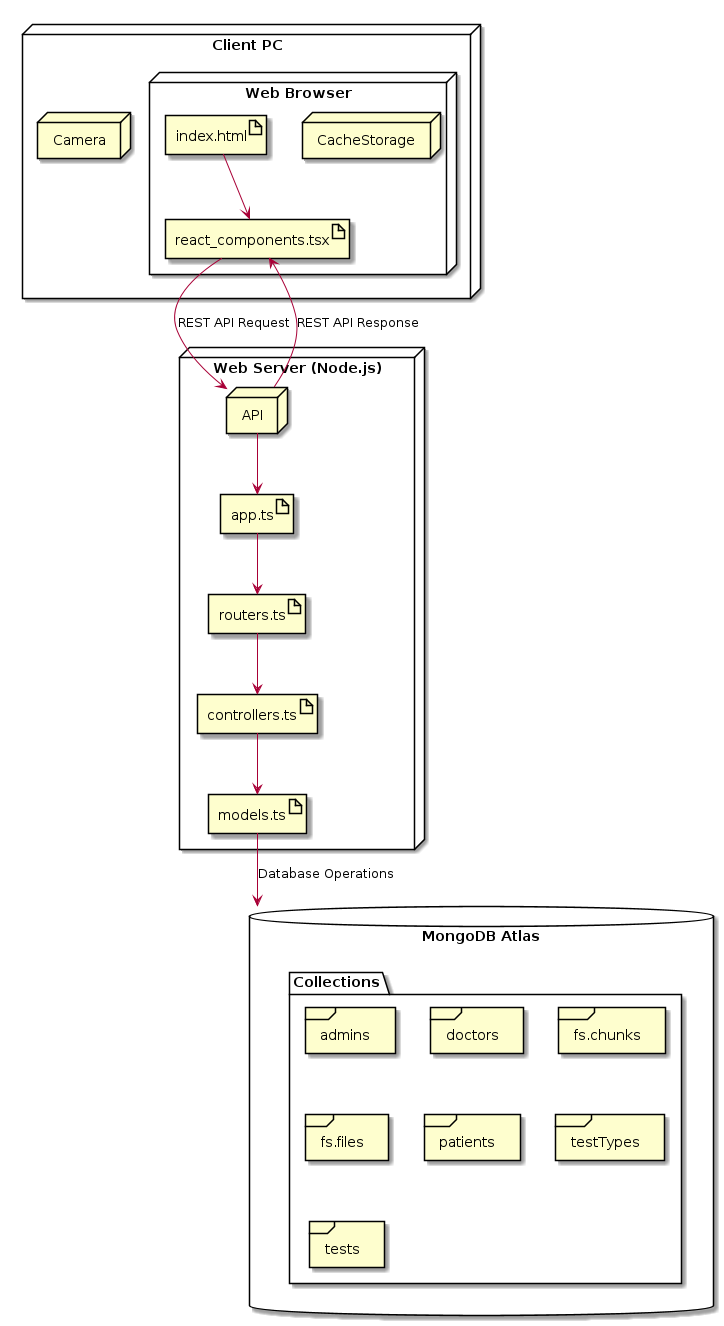 Client PC
Web Browser
Camera
index.html
CacheStorage
react_components.tsx
REST API Request
REST API Response
Web Server (Node.js)
API
app.ts
routers.ts
controllers.ts
models.ts
Database Operations
MongoDB Atlas
Collections
admins
doctors
fs.chunks
fs.files
patients
testTypes
tests